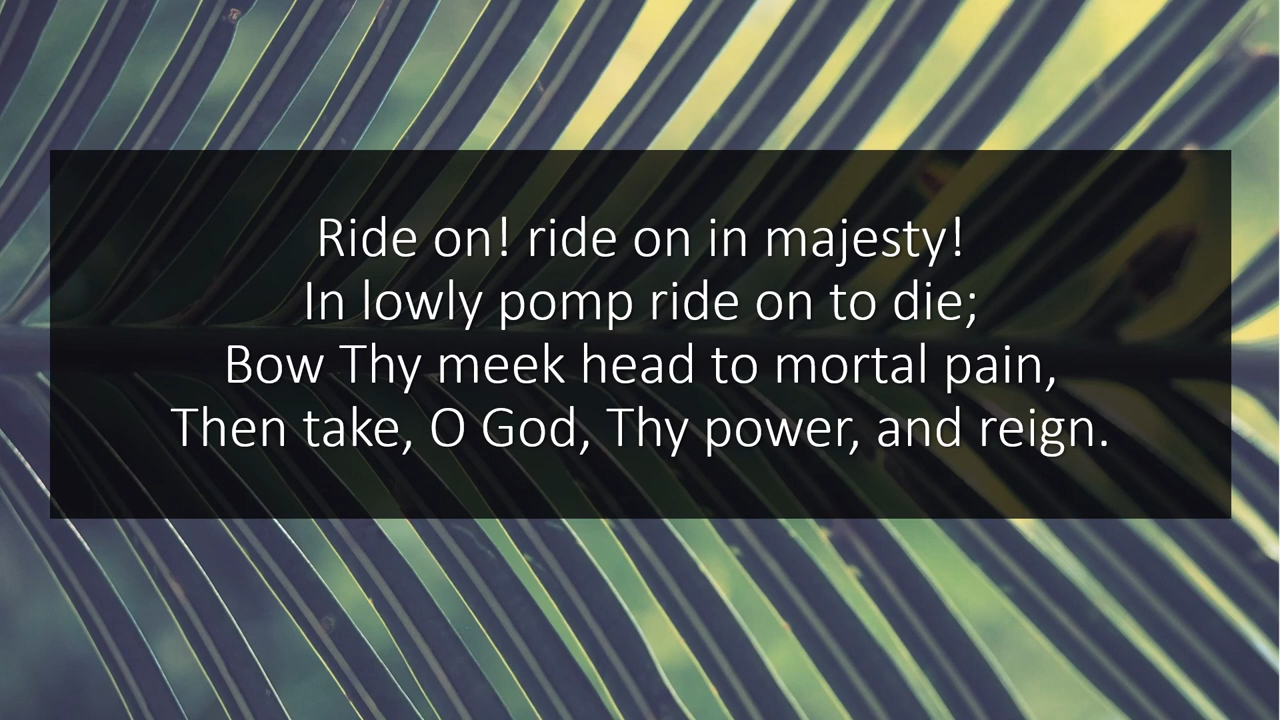 Ride on! ride on in majesty!
In lowly pomp ride on to die;
Bow Thy meek head to mortal pain,
Then take, O God, Thy power, and reign.